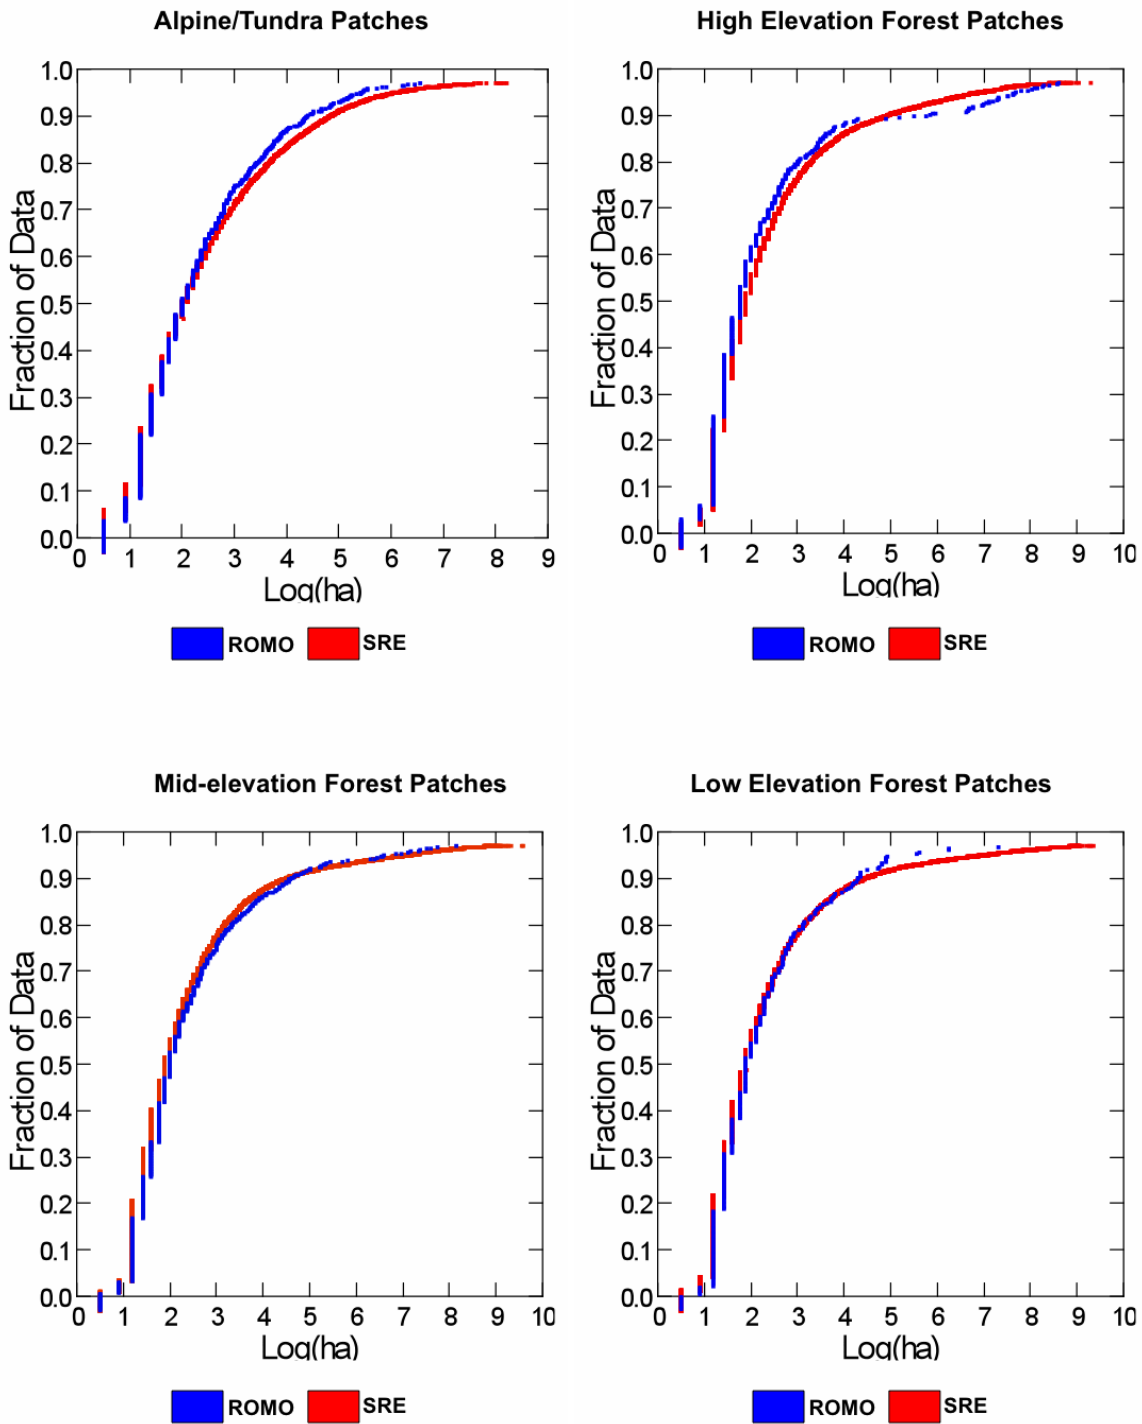 Alpine/Tundra Patches
1.0
0.9
0.8
0.7
0.6
0.5
0.4
0.3
0.2
0.1
0.0
Fraction of Data
0 1 2 3 4 5 6 7 8 9
Log(ha)
ROMO SRE
High Elevation Forest Patches
1.0
0.9
0.8
0.7
0.6
0.5
0.4
0.3
0.2
0.1
0.0
Fraction of Data
0 1 2 3 4 5 6 7 8 9 10
Log(ha)
ROMO SRE
Mid-elevation Forest Patches
1.0
0.9
0.8
0.7
0.6
0.5
0.4
0.3
0.2
0.1
0.0
Fraction of Data
0 1 2 3 4 5 6 7 8 9 10
Log(ha)
ROMO SRE
Low Elevation Forest Patches
1.0
0.9
0.8
0.7
0.6
0.5
0.4
0.3
0.2
0.1
0.0
Fraction of Data
0 1 2 3 4 5 6 7 8 9 10
Log(ha)
ROMO SRE